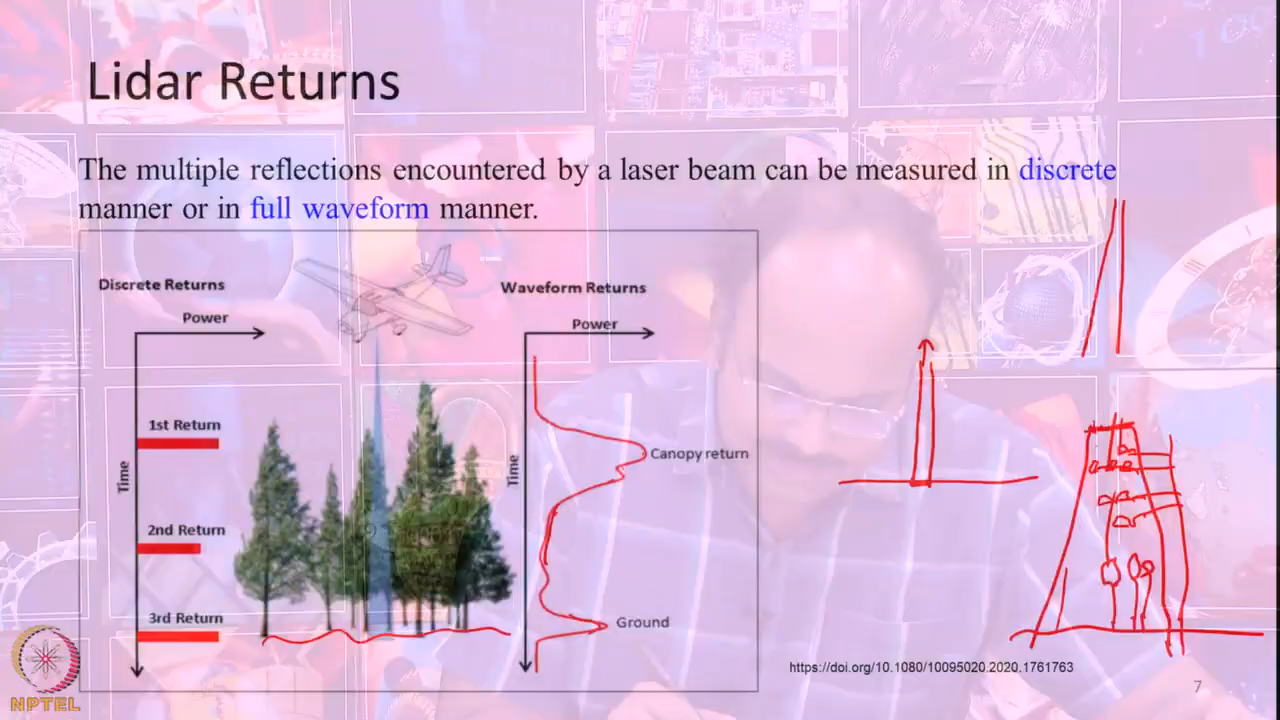 Lidar Returns
The multiple reflections encountered by a laser beam can be measured in discrete
manner or in full waveform manner.
Discrete Returns
Power
Time
1st Return
2nd Return
3rd Return
Waveform Returns
Power
Time
Canopy return
Ground
https://doi.org/10.1080/10095020.2020.1761763
7
NPTEL